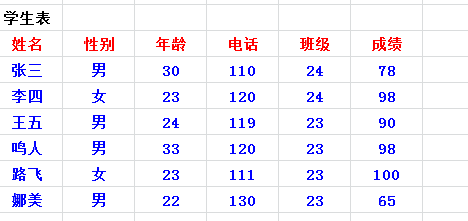 学生表
姓名 性别 年龄 电话 班级 成绩
张三 男 30 110 24 78
李四 女 23 120 24 98
王五 男 24 119 23 90
鸣人 男 33 120 23 98
路飞 女 23 111 23 100
娜美 男 22 130 23 65